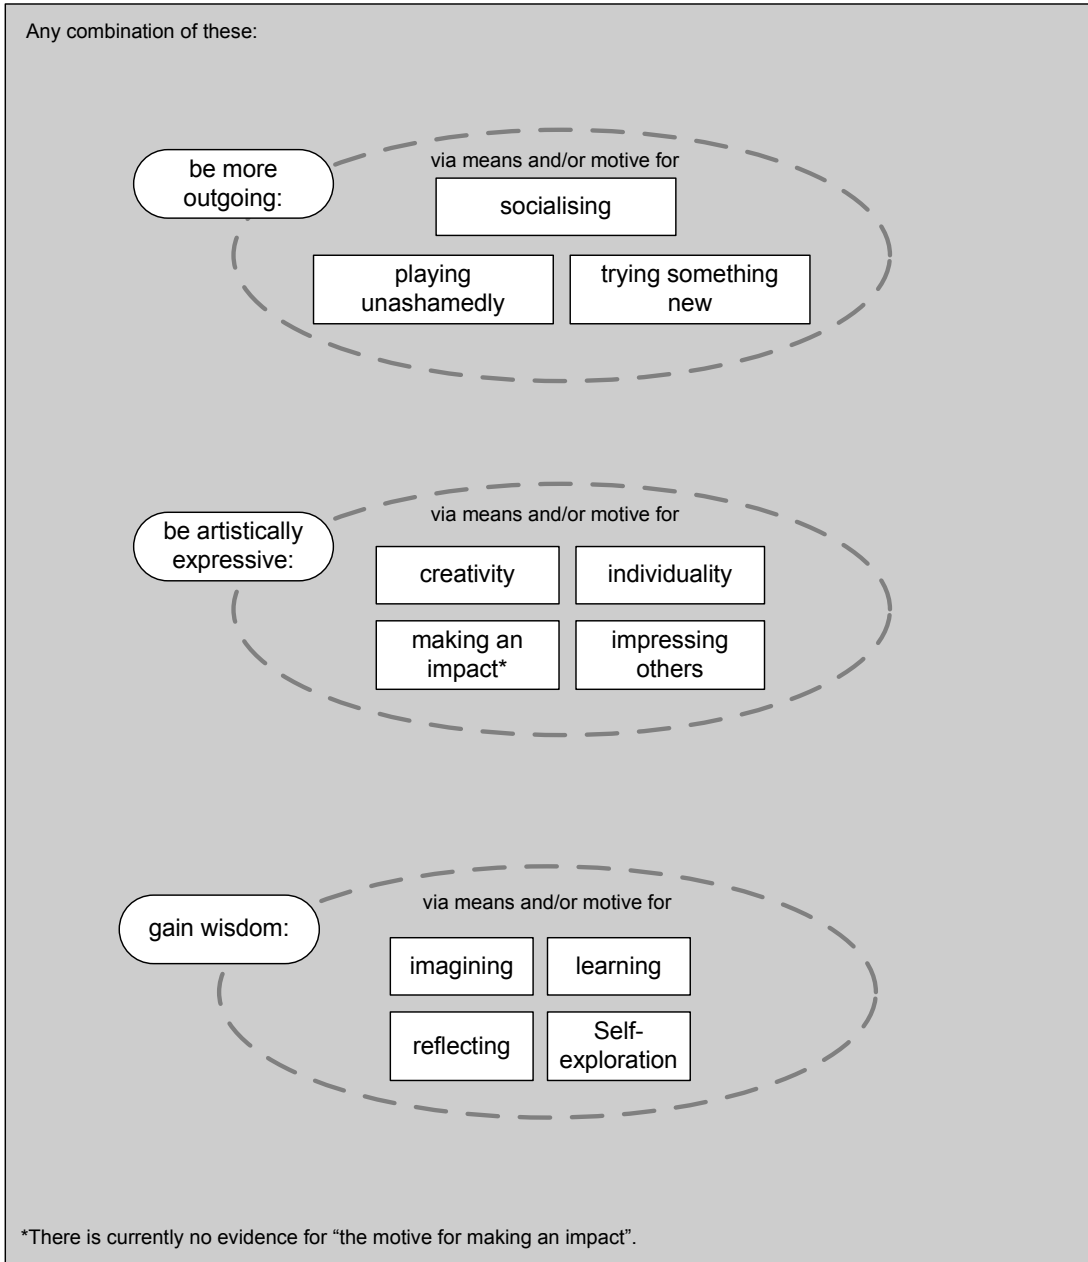 Any combination of these:
be more
outgoing:
via means and/or motive for
socialising
playing
unashamedly
trying something
new
be artistically
expressive:
via means and/or motive for
creativity
individuality
making an
impact*
impressing
others
gain wisdom:
via means and/or motive for
imagining
learning
reflecting
Self-
exploration
*There is currently no evidence for “the motive for making an impact”.